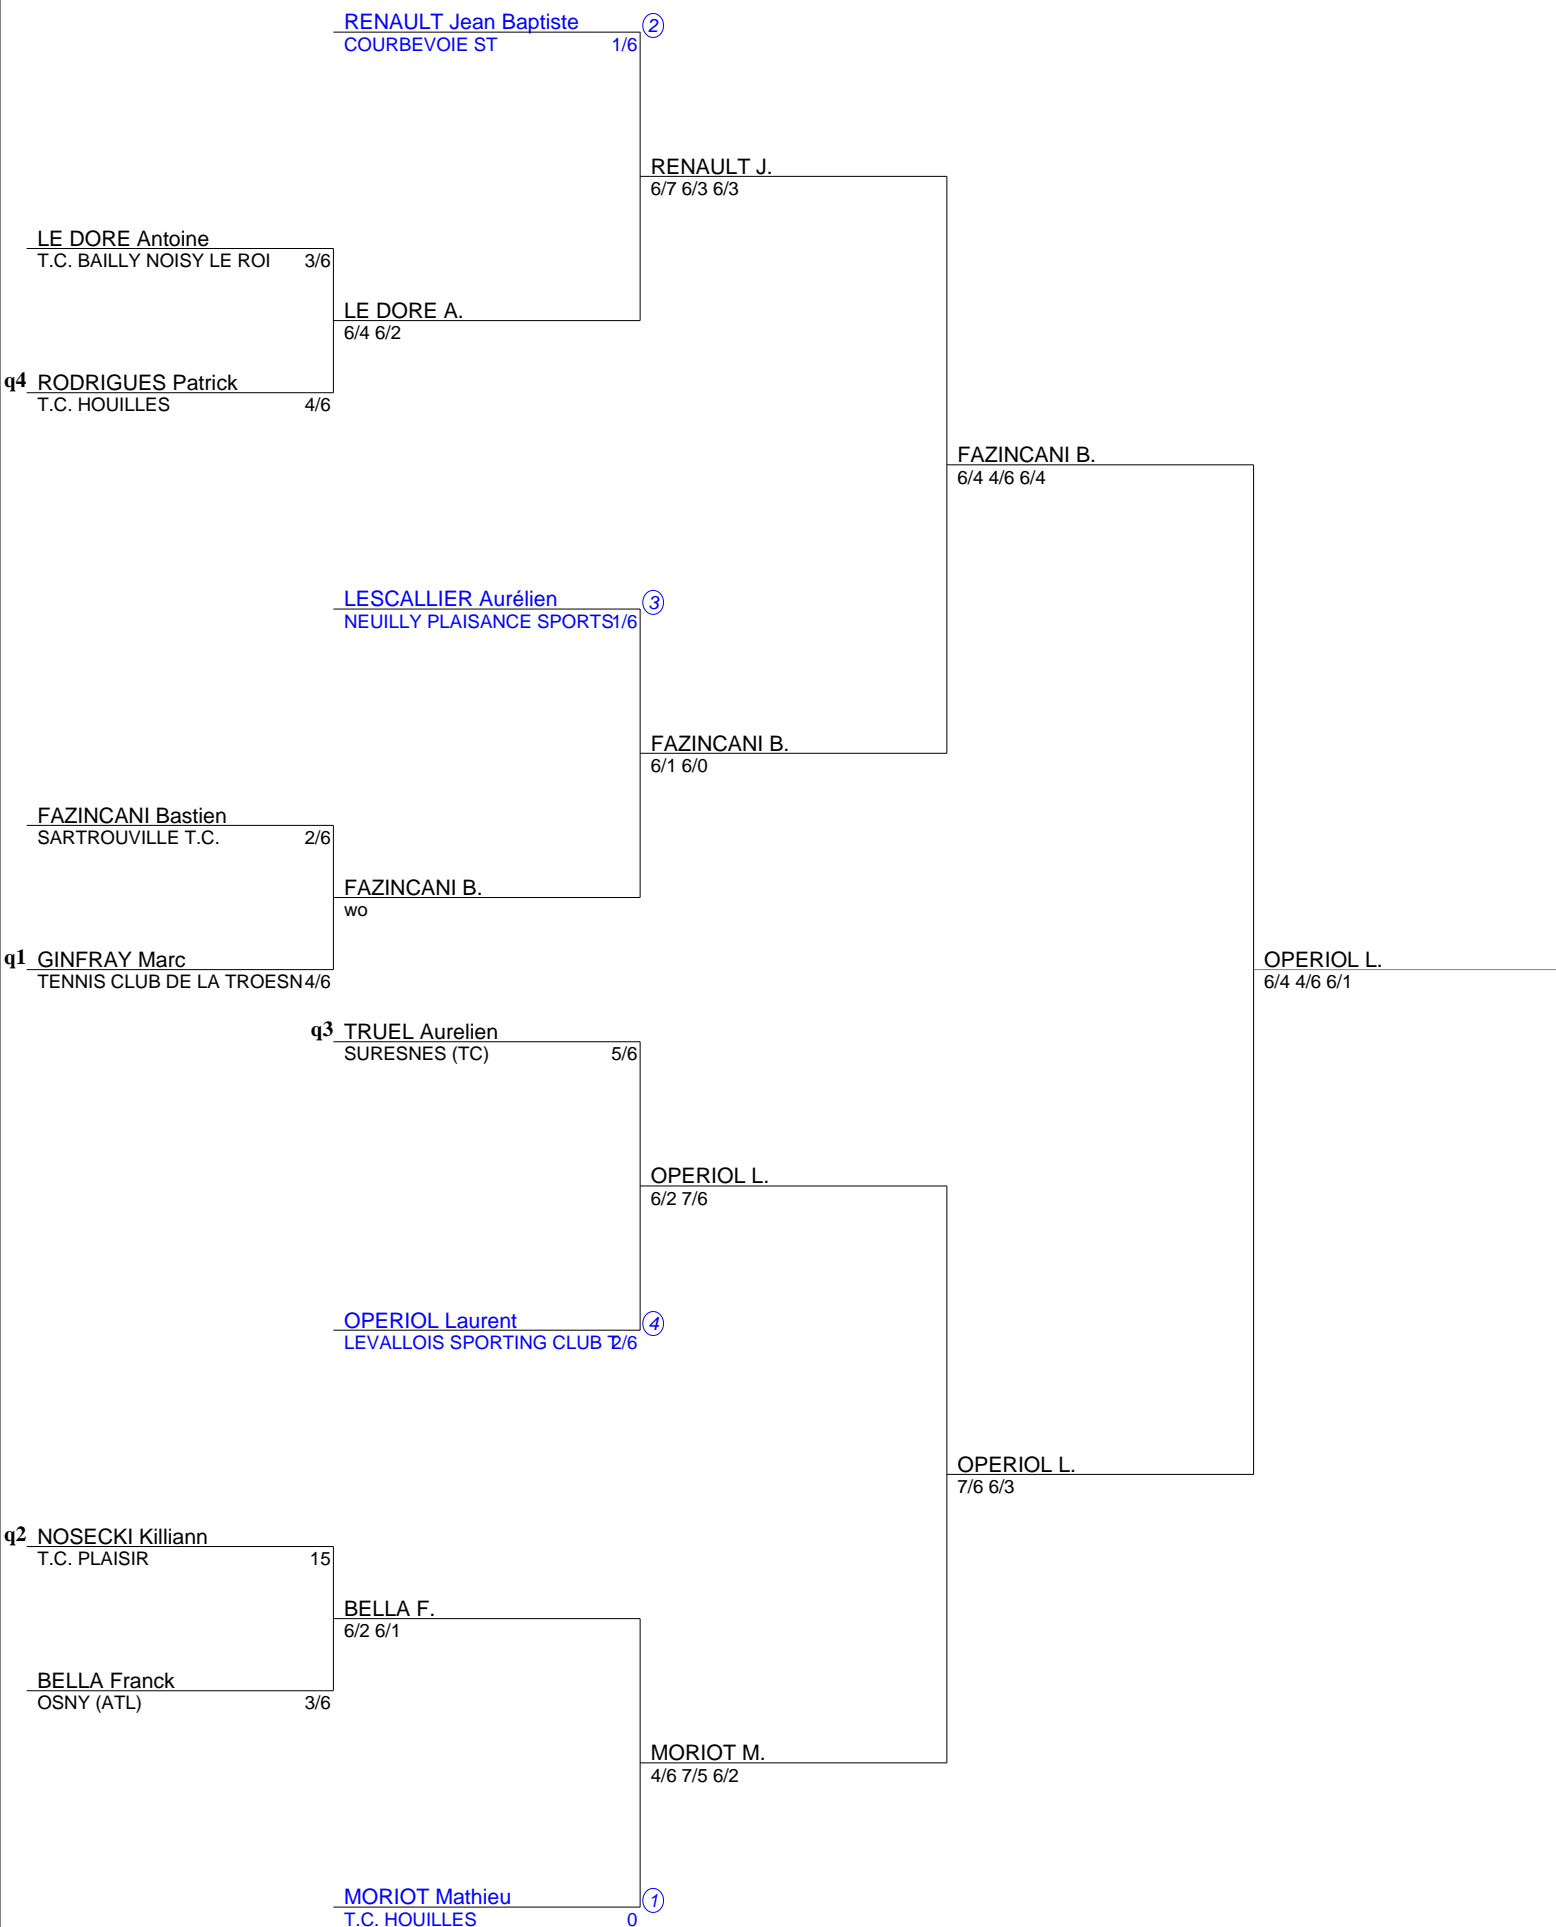 RENAULT Jean Baptiste 2
COURBEVOIE ST 1/6
RENAULT J.
6/7 6/3 6/3
LE DORE Antoine
T.C. BAILLY NOISY LE ROI 3/6
LE DORE A.
6/4 6/2
q4 RODRIGUES Patrick
T.C. HOUILLES 4/6
FAZINCANI B.
6/4 4/6 6/4
LESCALLIER Aurélien 3
NEUILLY PLAISANCE SPORTS 1/6
FAZINCANI B.
6/1 6/0
FAZINCANI Bastien
SARTROUVILLE T.C. 2/6
FAZINCANI B.
wo
q1 GINFRAY Marc
TENNIS CLUB DE LA TROESN 4/6
OPERIOL L.
6/4 4/6 6/1
q3 TRUEL Aurelien
SURESNES (TC) 5/6
OPERIOL L.
6/2 7/6
OPERIOL Laurent 4
LEVALLOIS SPORTING CLUB T 2/6
OPERIOL L.
7/6 6/3
q2 NOSECKI Killiann
T.C. PLAISIR 15
BELLA F.
6/2 6/1
BELLA Franck
OSNY (ATL) 3/6
MORIOT M.
4/6 7/5 6/2
MORIOT Mathieu 1
T.C. HOUILLES 0